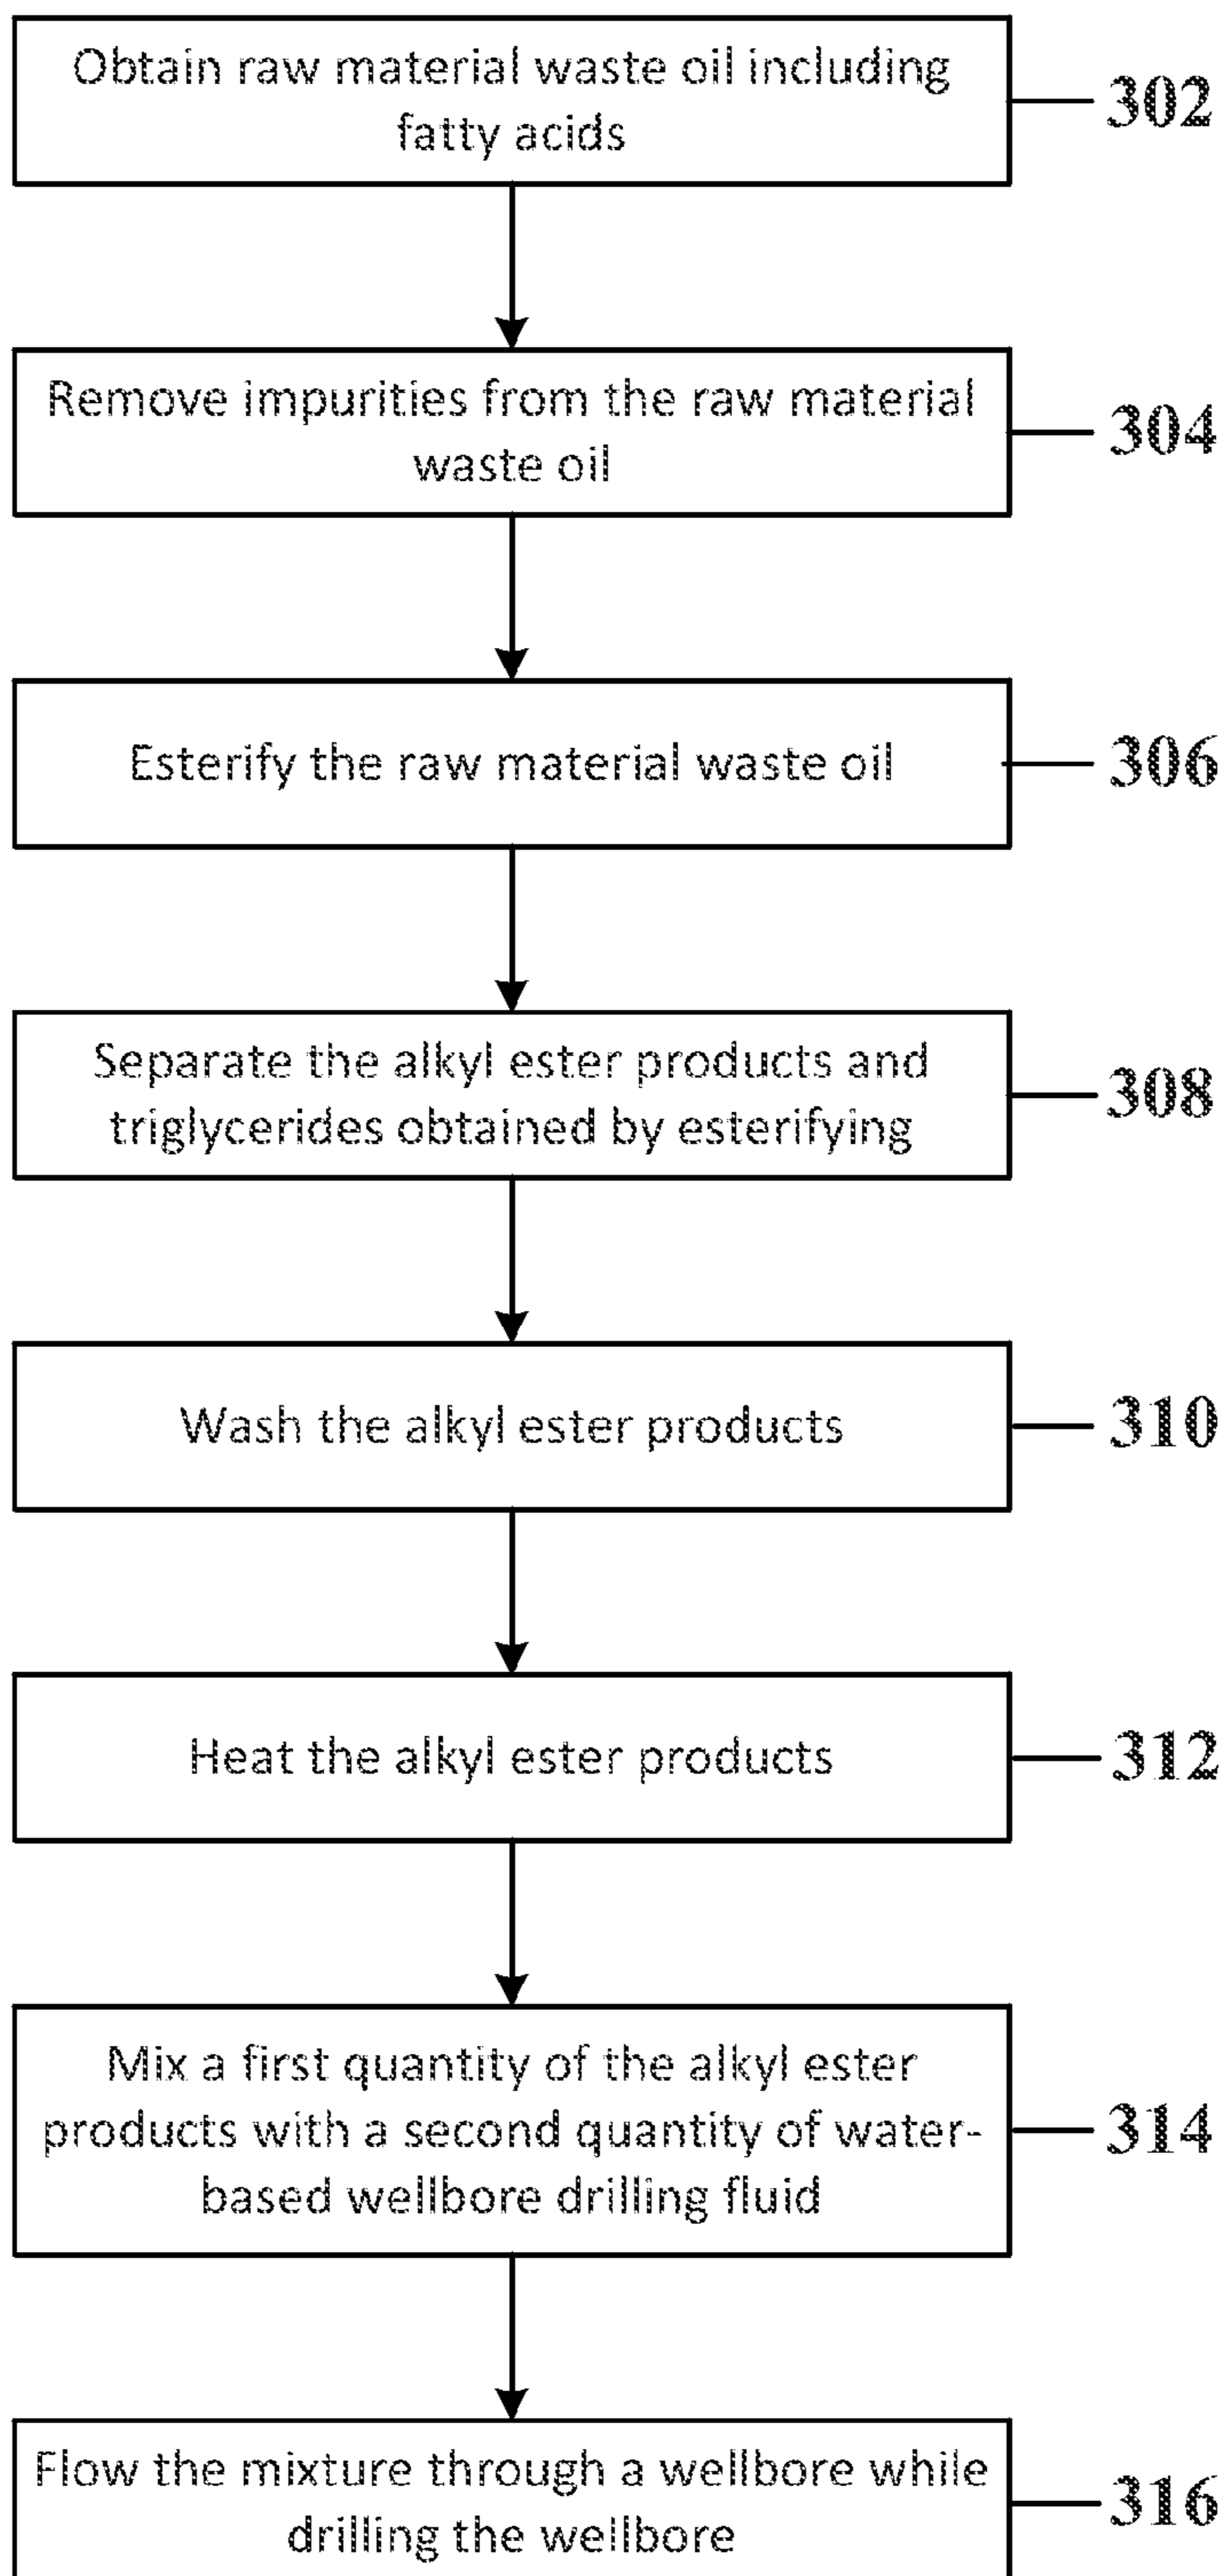 Obtain raw material waste oil including
fatty acids
302
Remove impurities from the raw material
waste oil
304
Esterify the raw material waste oil
306
Separate the alkyl ester products and
triglycerides obtained by esterifying
308
Wash the alkyl ester products
310
Heat the alkyl ester products
312
Mix a first quantity of the alkyl ester
products with a second quantity of water-
based wellbore drilling fluid
314
Flow the mixture through a wellbore while
drilling the wellbore
316